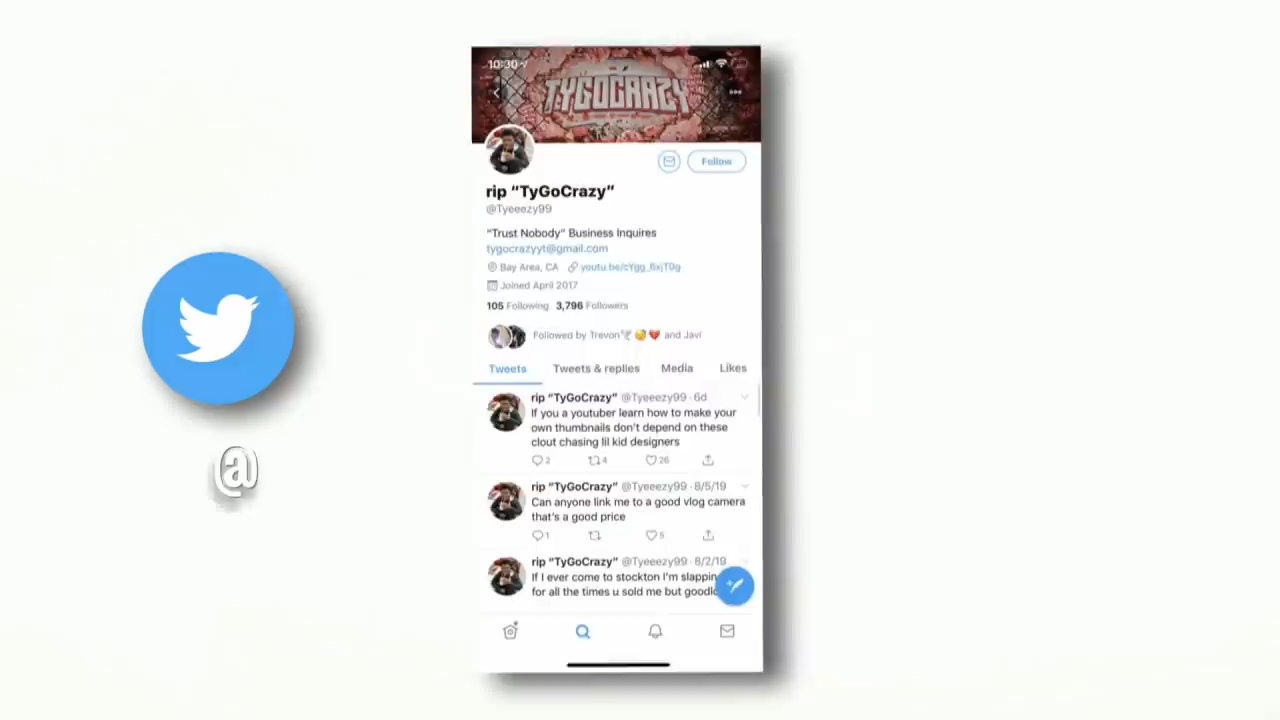 10:30
TYGOCRAZY
Follow
rip “TyGoCrazy”
@Tyeeezy99
“Trust Nobody” Business Inquires
tygocrazyyt@gmail.com
Bay Area, CA youtu.be/cYgg_6xjT0g
Joined April 2017
105 Following 3,796 Followers
Followed by Trevon and Javi
Tweets Tweets & replies Media Likes
rip “TyGoCrazy” @Tyeeezy99 · 6d
If you a youtuber learn how to make your
own thumbnails don't depend on these
clout chasing lil kid designers
2 4 26
rip “TyGoCrazy” @Tyeeezy99 · 8/5/19
Can anyone link me to a good vlog camera
that's a good price
1 5
rip “TyGoCrazy” @Tyeeezy99 · 8/2/19
If I ever come to stockton I'm slappin
for all the times u sold me but
@